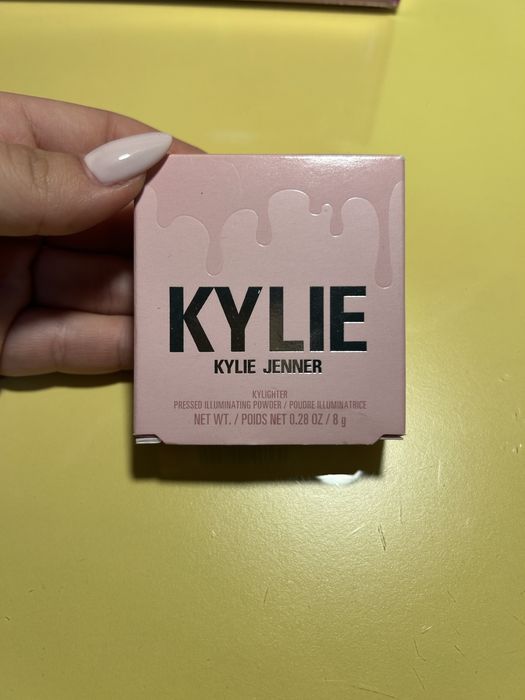 KYLIE
KYLIE JENNER
KYLIGHTER
PRESSED ILLUMINATING POWDER / POUDRE ILLUMINATRICE
NET WT. / POIDS NET 0.28 OZ / 8 g